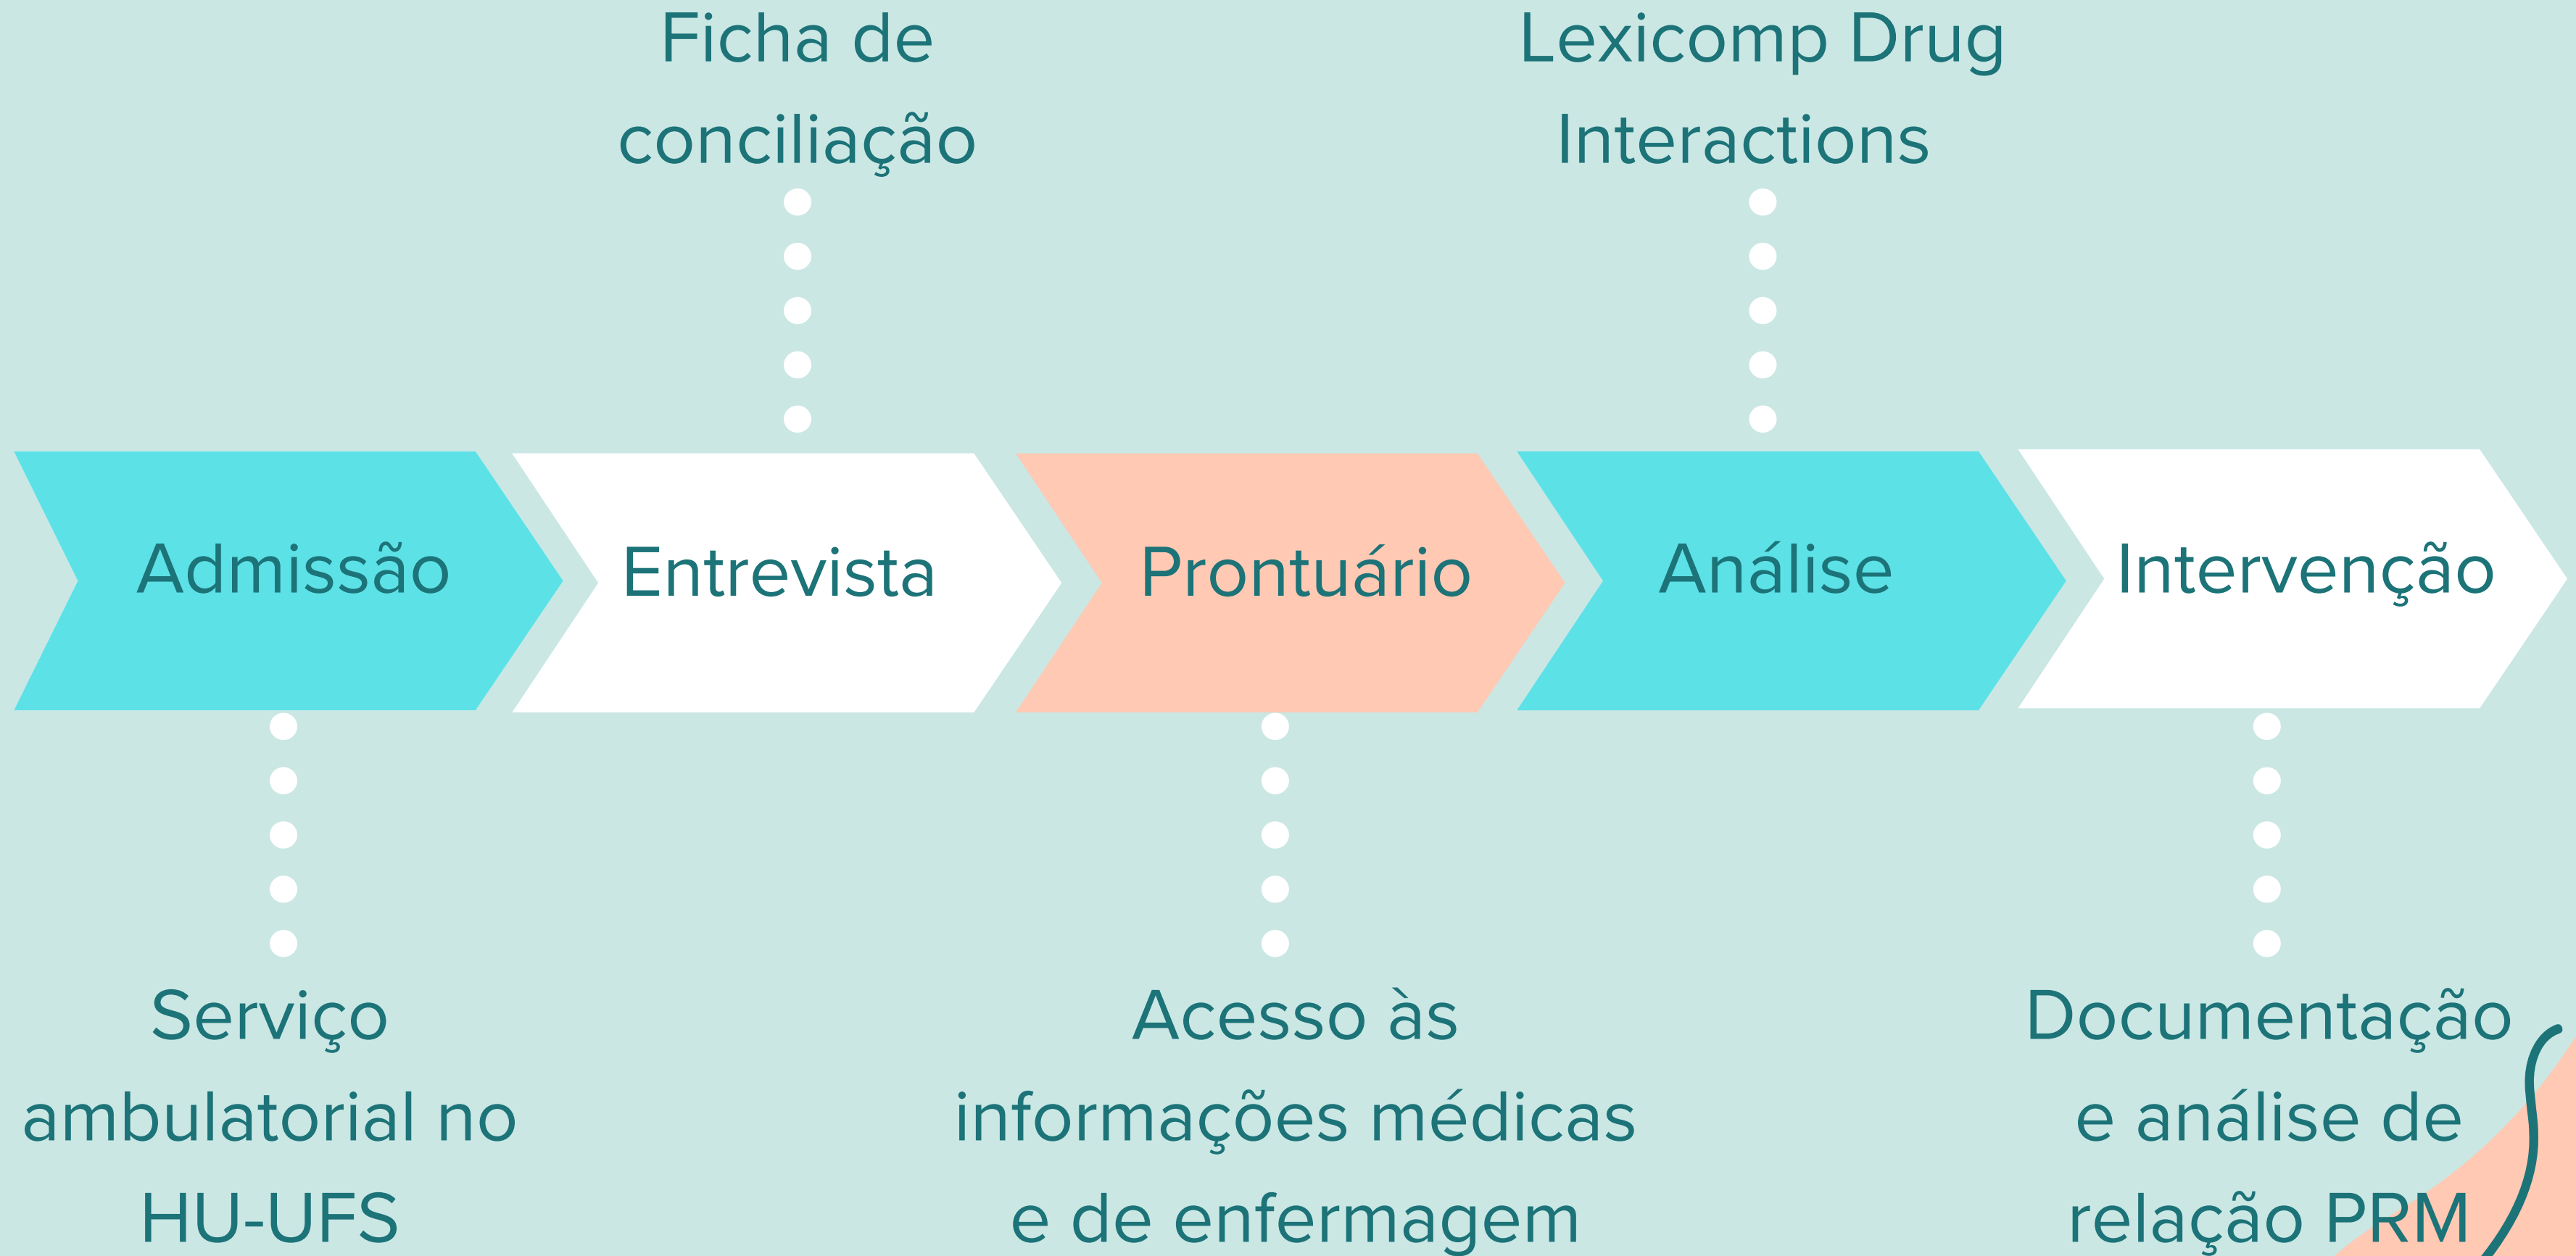 Ficha de
conciliação
Lexicomp Drug
Interactions
Admissão
Entrevista
Prontuário
Análise
Intervenção
Serviço
ambulatorial no
HU-UFS
Acesso às
informações médicas
e de enfermagem
Documentação
e análise de
relação PRM